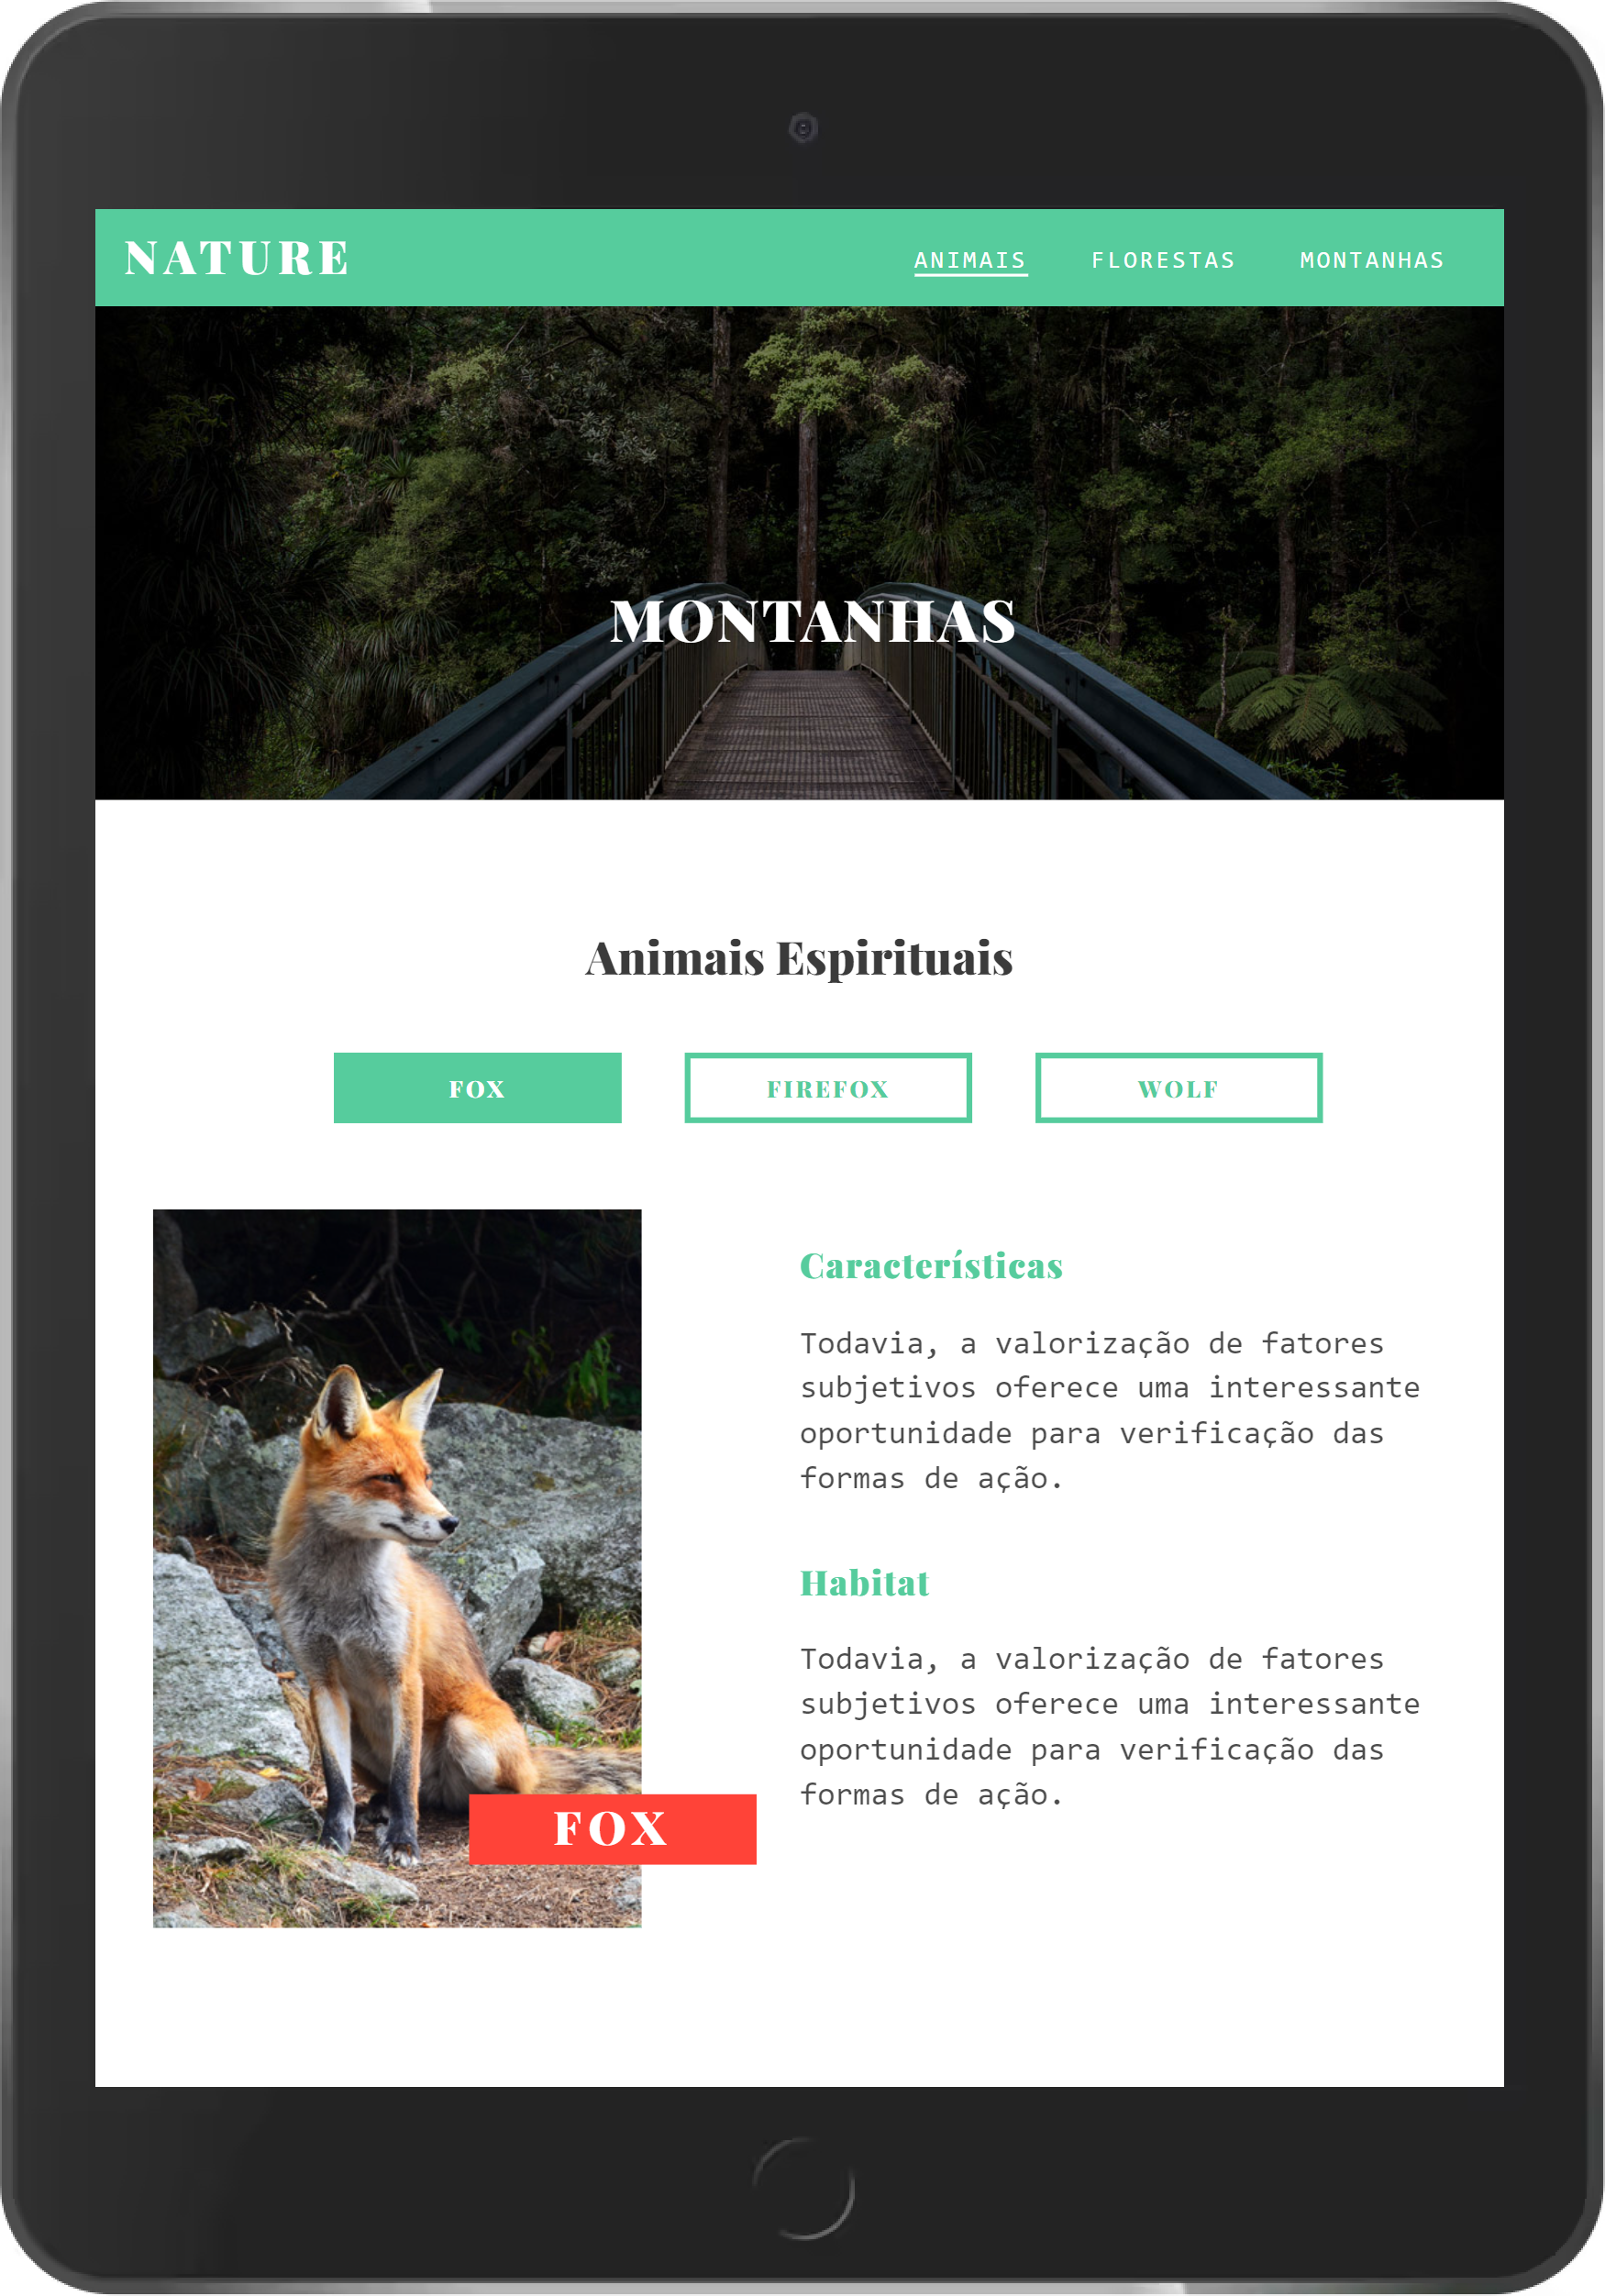 NATURE
ANIMAIS FLORESTAS MONTANHAS
MONTANHAS
Animais Espirituais
FOX FIREFOX WOLF
Características
Todavia, a valorização de fatores
subjetivos oferece uma interessante
oportunidade para verificação das
formas de ação.
Habitat
Todavia, a valorização de fatores
subjetivos oferece uma interessante
oportunidade para verificação das
formas de ação.
FOX